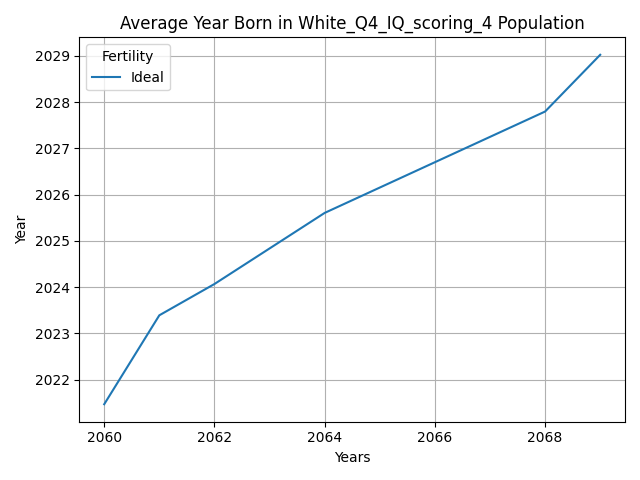 Average Year Born in White_Q4_IQ_scoring_4 Population
Fertility
Ideal
2029
2028
2027
2026
2025
2024
2023
2022
Year
2060 2062 2064 2066 2068
Years